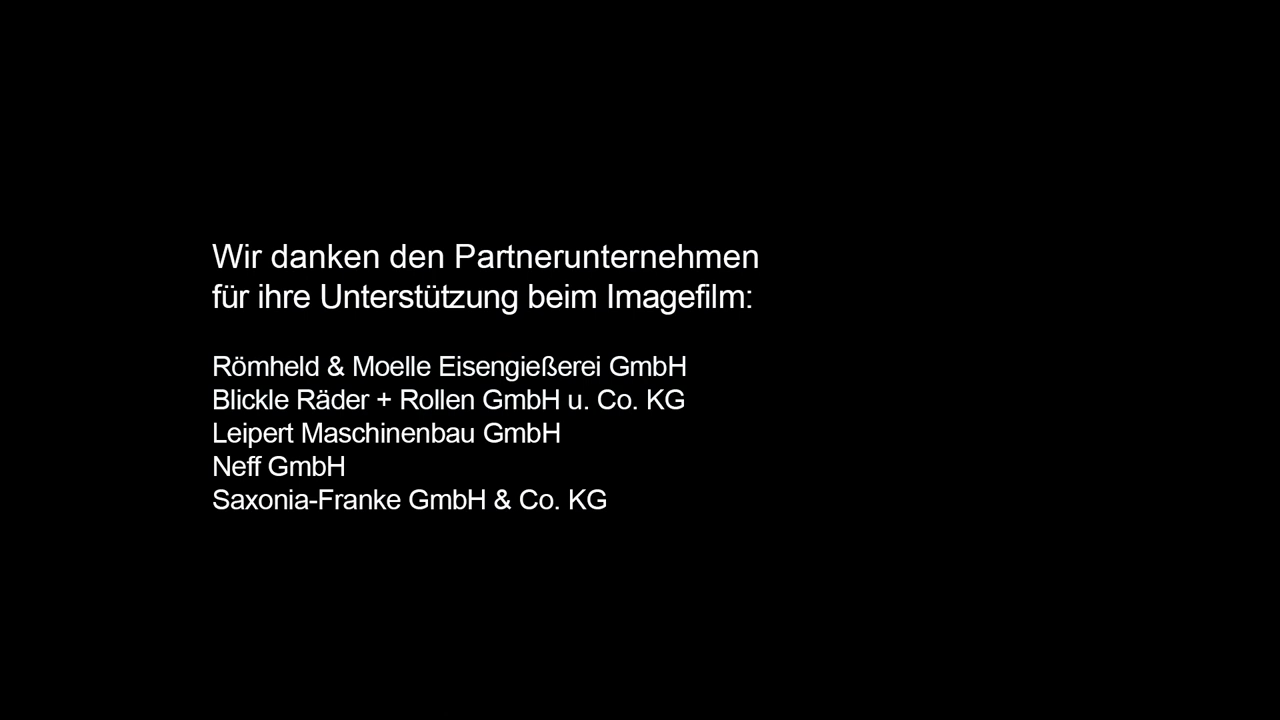 Wir danken den Partnerunternehmen
für ihre Unterstützung beim Imagefilm:
Römheld & Moelle Eisengießerei GmbH
Blickle Räder + Rollen GmbH u. Co. KG
Leipert Maschinenbau GmbH
Neff GmbH
Saxonia-Franke GmbH & Co. KG